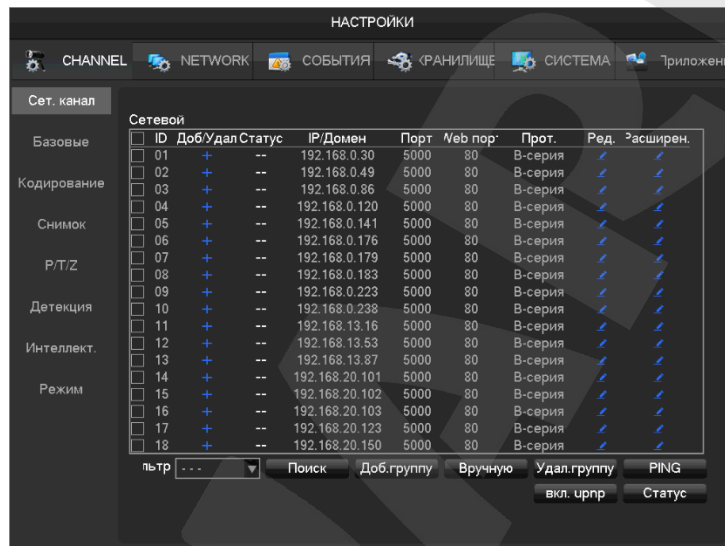 НАСТРОЙКИ
CHANNEL NETWORK СОБЫТИЯ ХРАНИЛИЩЕ СИСТЕМА Приложен
Сет. канал
Базовые
Кодирование
Снимок
P/T/Z
Детекция
Интеллект.
Режим
Сетевой
ID Доб/Удал Статус IP/Домен Порт Web порт Прот. Ред. Расширен.
01 + -- 192.168.0.30 5000 80 В-серия
02 + -- 192.168.0.49 5000 80 В-серия
03 + -- 192.168.0.86 5000 80 В-серия
04 + -- 192.168.0.120 5000 80 В-серия
05 + -- 192.168.0.141 5000 80 В-серия
06 + -- 192.168.0.176 5000 80 В-серия
07 + -- 192.168.0.179 5000 80 В-серия
08 + -- 192.168.0.183 5000 80 В-серия
09 + -- 192.168.0.223 5000 80 В-серия
10 + -- 192.168.0.238 5000 80 В-серия
11 + -- 192.168.13.16 5000 80 В-серия
12 + -- 192.168.13.53 5000 80 В-серия
13 + -- 192.168.13.87 5000 80 В-серия
14 + -- 192.168.20.101 5000 80 В-серия
15 + -- 192.168.20.102 5000 80 В-серия
16 + -- 192.168.20.103 5000 80 В-серия
17 + -- 192.168.20.123 5000 80 В-серия
18 + -- 192.168.20.150 5000 80 В-серия
льтр - - - Поиск Доб.группу Вручную Удал.группу PING
вкл. upnp Статус